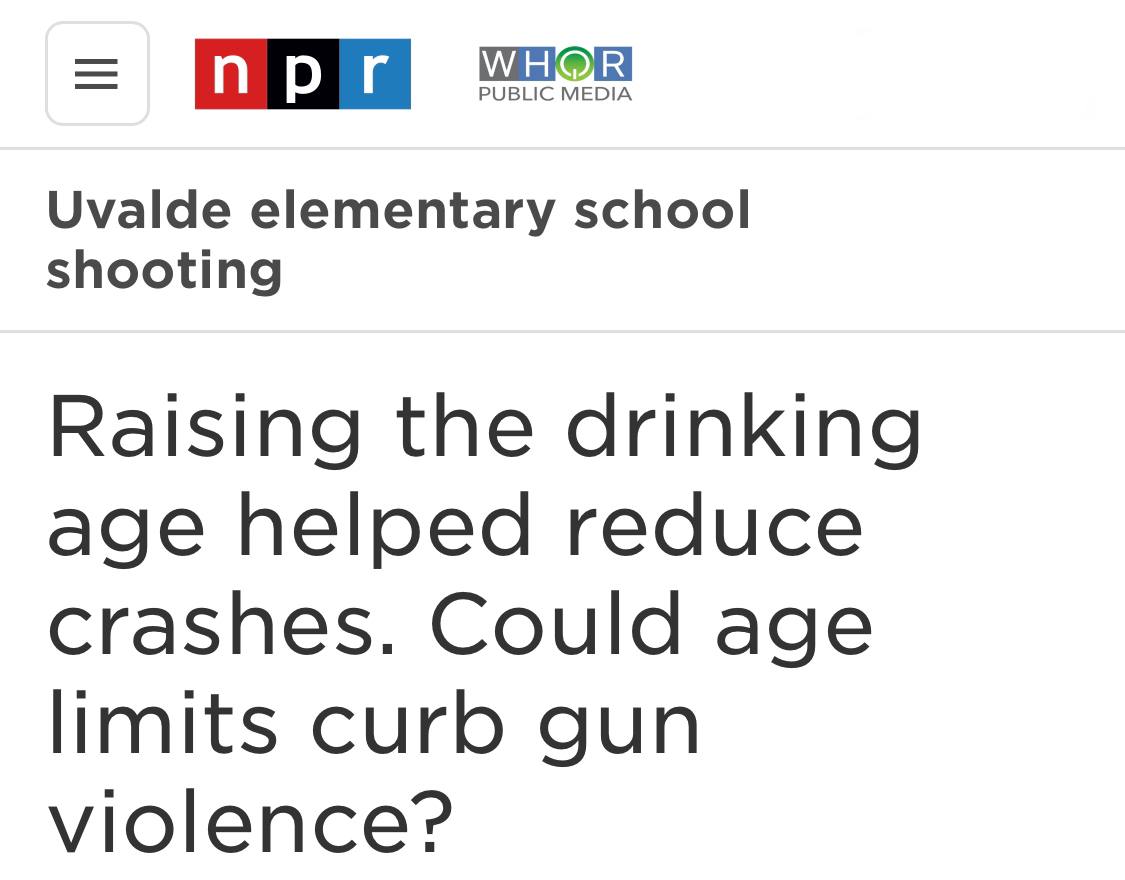 npr
WHQR
PUBLIC MEDIA
Uvalde elementary school
shooting
Raising the drinking
age helped reduce
crashes. Could age
limits curb gun
violence?